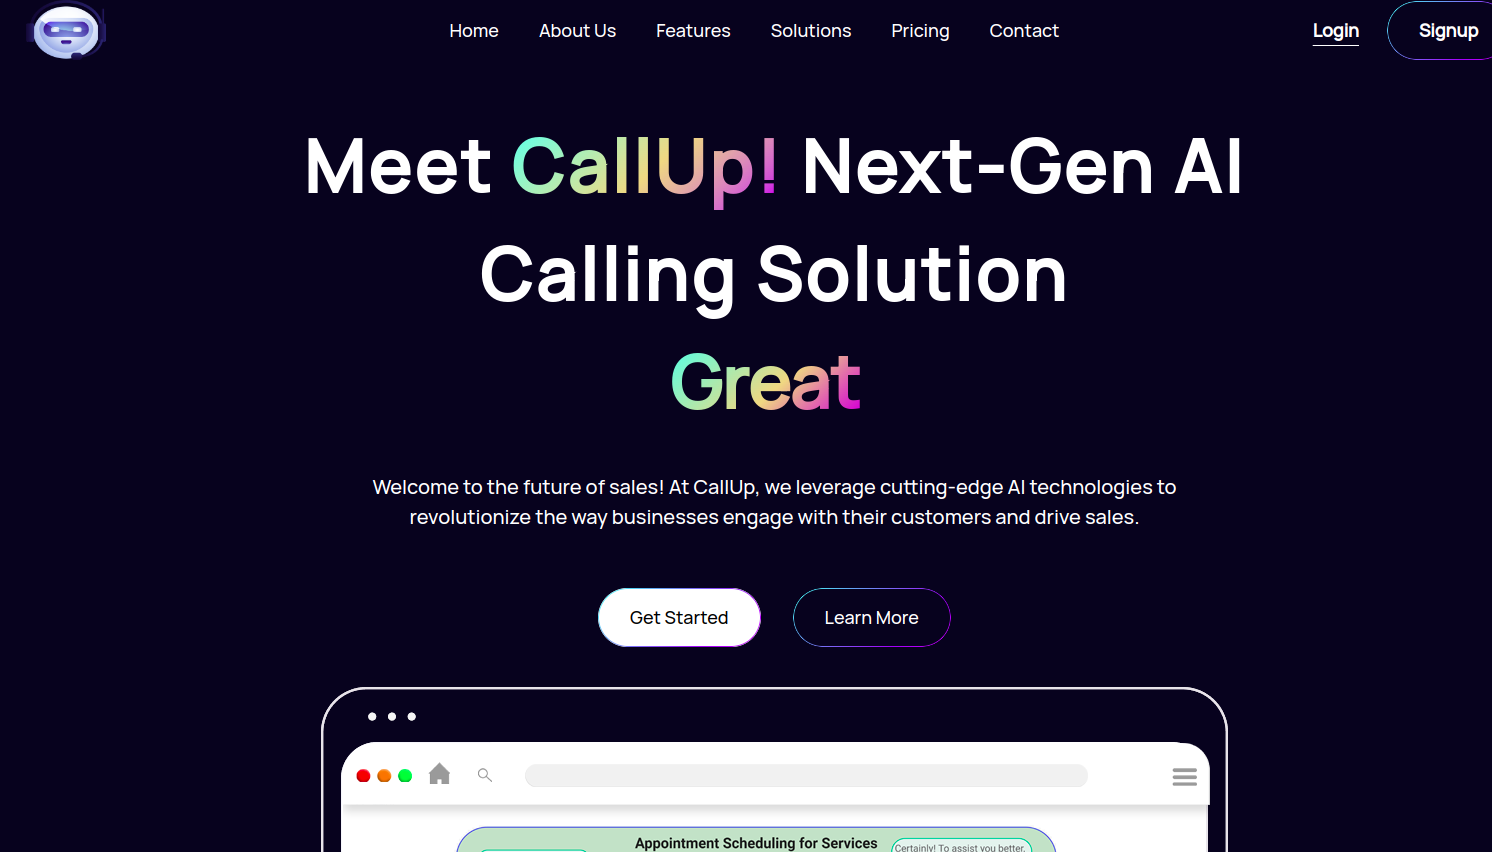 Home About Us Features Solutions Pricing Contact Login Signup
Meet CallUp! Next-Gen AI
Calling Solution
Great
Welcome to the future of sales! At CallUp, we leverage cutting-edge AI technologies to
revolutionize the way businesses engage with their customers and drive sales.
Get Started Learn More
Appointment Scheduling for Services
Certainly! To assist you better,